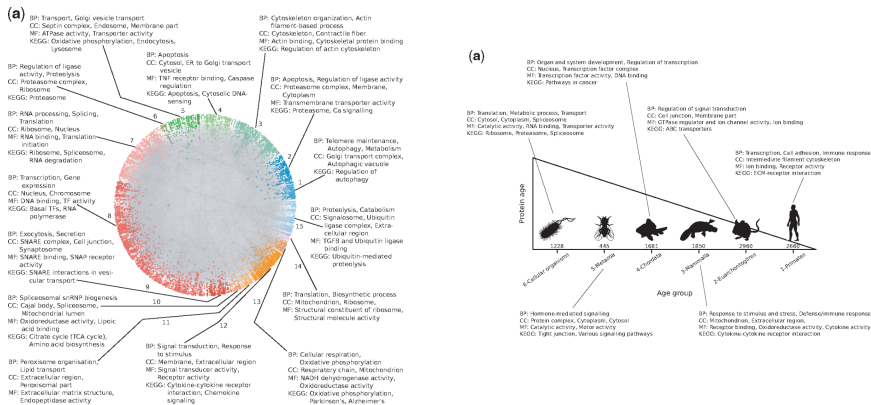 (a)
BP: Transport, Golgi vesicle transport
CC: Septin complex, Endosome, Membrane part
MF: ATPase activity, Transporter activity
KEGG: Oxidative phosphorylation, Endocytosis,
Lysosome
BP: Cytoskeleton organization, Actin
filament-based process
CC: Cytoskeleton, Contractile fiber
MF: Actin binding, Cytoskeletal protein binding
KEGG: Regulation of actin cytoskeleton
BP: Apoptosis
CC: Cytosol, ER to Golgi transport
vesicle
MF: TNF receptor binding, Caspase
regulation
KEGG: Apoptosis, Cytosolic DNA-
sensing
BP: Regulation of ligase
activity, Proteolysis
CC: Proteasome complex,
Ribosome
KEGG: Proteasome
BP: Apoptosis, Regulation of ligase activity
CC: Proteasome complex, Membrane,
Cytoplasm
MF: Transmembrane transporter activity
KEGG: Proteasome, Ca signalling
BP: RNA processing, Splicing,
Translation
CC: Ribosome, Nucleus
MF: RNA binding, Translation
initiation
KEGG: Ribosome, Spliceosome,
RNA degradation
BP: Telomere maintenance,
Autophagy, Metabolism
CC: Golgi transport complex,
Autophagic vacuole
KEGG: Regulation of
autophagy
BP: Transcription, Gene
expression
CC: Nucleus, Chromosome
MF: DNA binding, TF activity
KEGG: Basal TFs, RNA
polymerase
BP: Proteolysis, Catabolism
CC: Signalosome, Ubiquitin
ligase complex, Extra-
cellular region
MF: TGFB and Ubiquitin ligase
binding
KEGG: Ubiquitin-mediated
proteolysis
BP: Exocytosis, Secretion
CC: SNARE complex, Cell junction,
Synaptosome
MF: SNARE binding, SNAP receptor
activity
KEGG: SNARE interactions in vesi-
cular transport
BP: Translation, Biosynthetic process
CC: Mitochondrion, Ribosome,
MF: Structural constituent of ribosome,
Structural molecule activity
BP: Spliceosomal snRNP biogenesis
CC: Cajal body, Spliceosome,
Mitochondrial lumen
MF: Oxidoreductase activity, Lipoic
acid binding
KEGG: Citrate cycle (TCA cycle),
Amino acid biosynthesis
BP: Peroxisome organisation,
Lipid transport
CC: Extracellular region,
Peroxisomal part
MF: Extracellular matrix structure,
Endopeptidase activity
BP: Signal transduction, Response
to stimulus
CC: Membrane, Extracellular region
MF: Signal transducer activity,
Receptor activity
KEGG: Cytokine-cytokine receptor
interaction, Chemokine
signaling
BP: Cellular respiration,
Oxidative phosphorylation
CC: Respiratory chain, Mitochondrion
MF: NADH dehydrogenase activity,
Oxidoreductase activity
KEGG: Oxidative phosphorylation,
Parkinson's, Alzheimer's
1
2
3
4
5
6
7
8
9
10
11
12
13
14
15
(a)
BP: Organ and system development, Regulation of transcription
CC: Nucleus, Transcription factor complex
MF: Transcription factor activity, DNA binding
KEGG: Pathways in cancer
BP: Translation, Metabolic process, Transport
CC: Cytosol, Cytoplasm, Spliceosome
MF: Catalytic activity, RNA binding, Transporter activity
KEGG: Ribosome, Proteasome, Spliceosome
BP: Regulation of signal transduction
CC: Cell junction, Membrane part
MF: GTPase regulator and ion channel activity, Ion binding
KEGG: ABC transporters
BP: Transcription, Cell adhesion, Immune response
CC: Intermediate filament cytoskeleton
MF: Ion binding, Receptor activity
KEGG: ECM-receptor interaction
Protein age
1228
445
1681
1850
2960
2660
6-Cellular organisms
5-Metazoa
4-Chordata
3-Mammalia
2-Euarchontoglires
1-Primates
Age group
BP: Hormone-mediated signalling
CC: Protein complex, Cytoplasm, Cytosol
MF: Catalytic activity, Motor activity
KEGG: Tight junction, Various signalling pathways
BP: Response to stimulus and stress, Defense/immune response
CC: Mitochondrion, Extracellular region,
MF: Receptor binding, Oxidoreductase activity, Cytokine activity
KEGG: Cytokine-cytokine receptor interaction